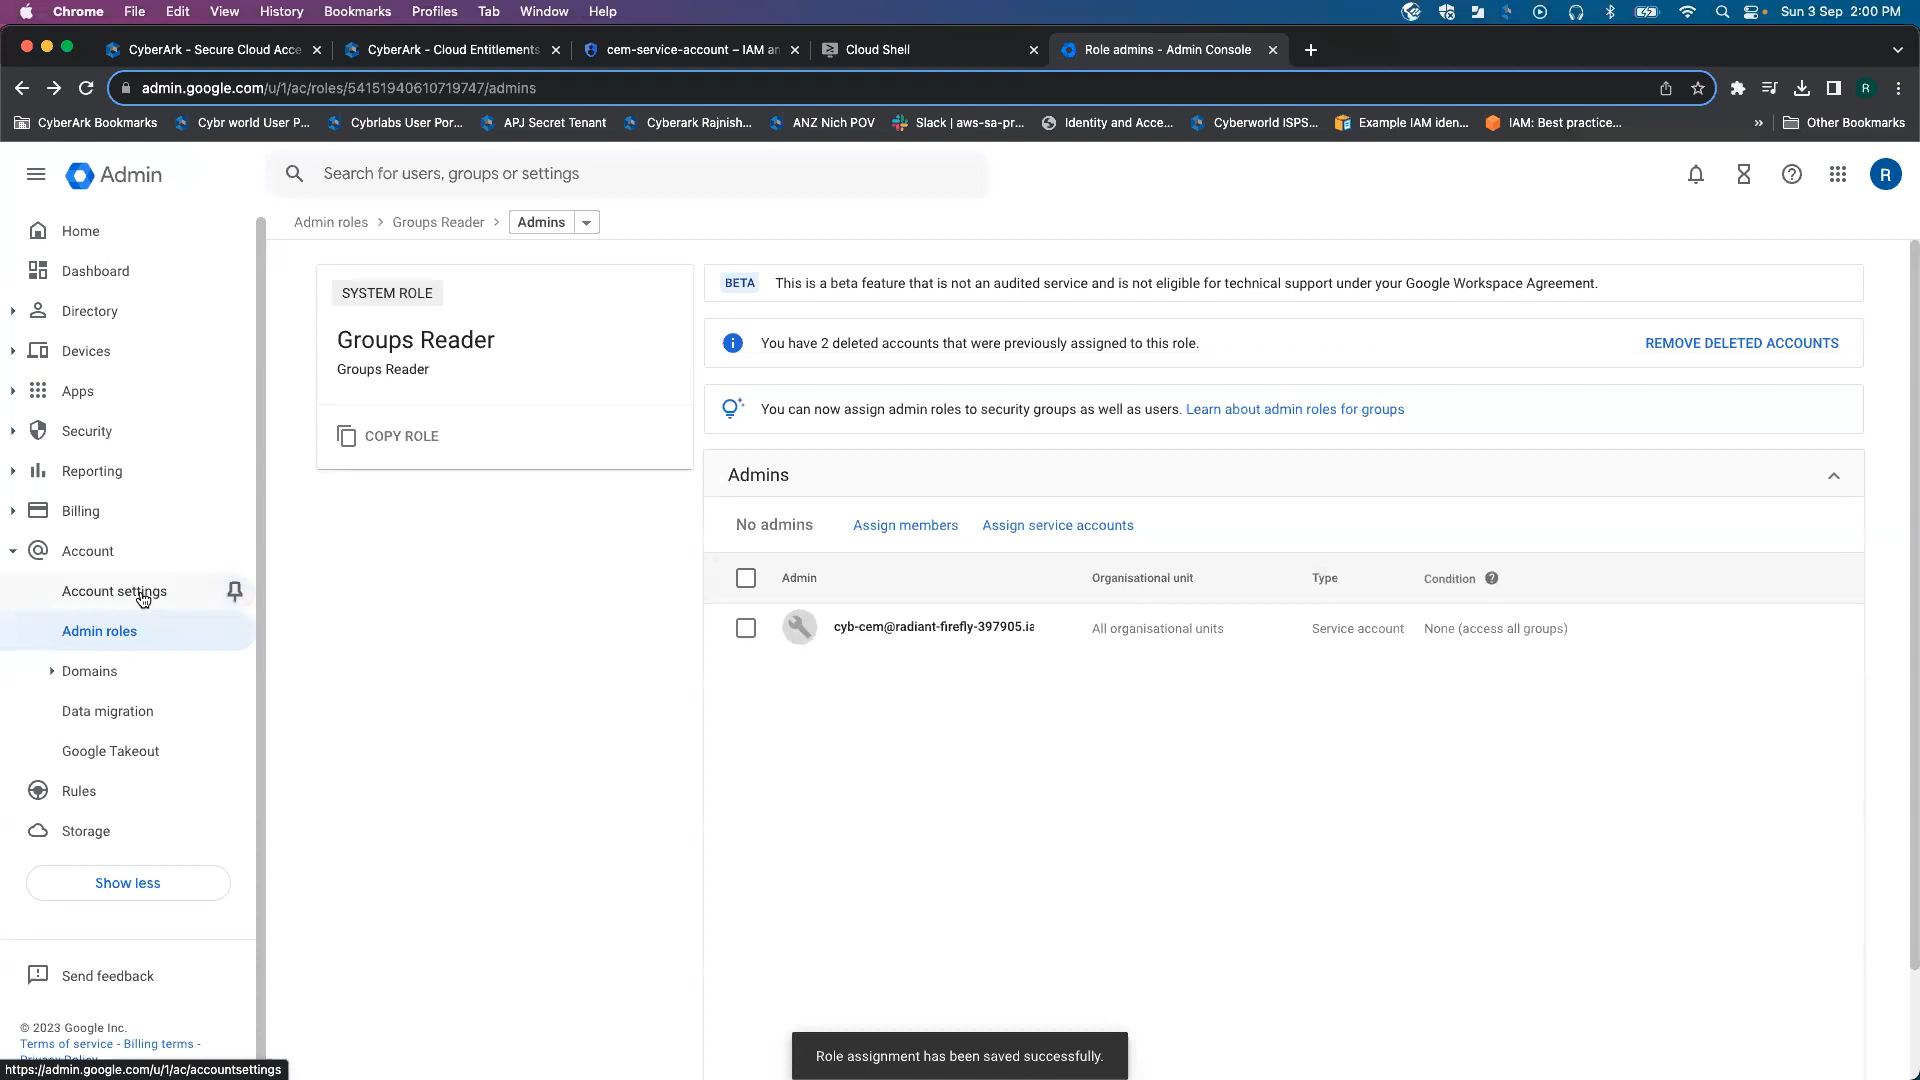 Chrome File Edit View History Bookmarks Profiles Tab Window Help Sun 3 Sep 2:00 PM
CyberArk - Secure Cloud Acce CyberArk - Cloud Entitlements cem-service-account – IAM an Cloud Shell Role admins - Admin Console
admin.google.com/u/1/ac/roles/54151940610719747/admins R
CyberArk Bookmarks Cybr world User P... Cybrlabs User Por... APJ Secret Tenant Cyberark Rajnish... ANZ Nich POV Slack | aws-sa-pr... Identity and Acce... Cyberworld ISPS... Example IAM iden... IAM: Best practice... » Other Bookmarks
Admin Search for users, groups or settings R
Admin roles > Groups Reader > Admins
Home
Dashboard
Directory
Devices
Apps
Security
Reporting
Billing
Account
Account settings
Admin roles
Domains
Data migration
Google Takeout
Rules
Storage
Show less
Send feedback
© 2023 Google Inc.
Terms of service - Billing terms -
Privacy Policy
https://admin.google.com/u/1/ac/accountsettings
SYSTEM ROLE
Groups Reader
Groups Reader
COPY ROLE
BETA This is a beta feature that is not an audited service and is not eligible for technical support under your Google Workspace Agreement.
You have 2 deleted accounts that were previously assigned to this role. REMOVE DELETED ACCOUNTS
You can now assign admin roles to security groups as well as users. Learn about admin roles for groups
Admins
No admins Assign members Assign service accounts
Admin Organisational unit Type Condition
cyb-cem@radiant-firefly-397905.ia All organisational units Service account None (access all groups)
Role assignment has been saved successfully.